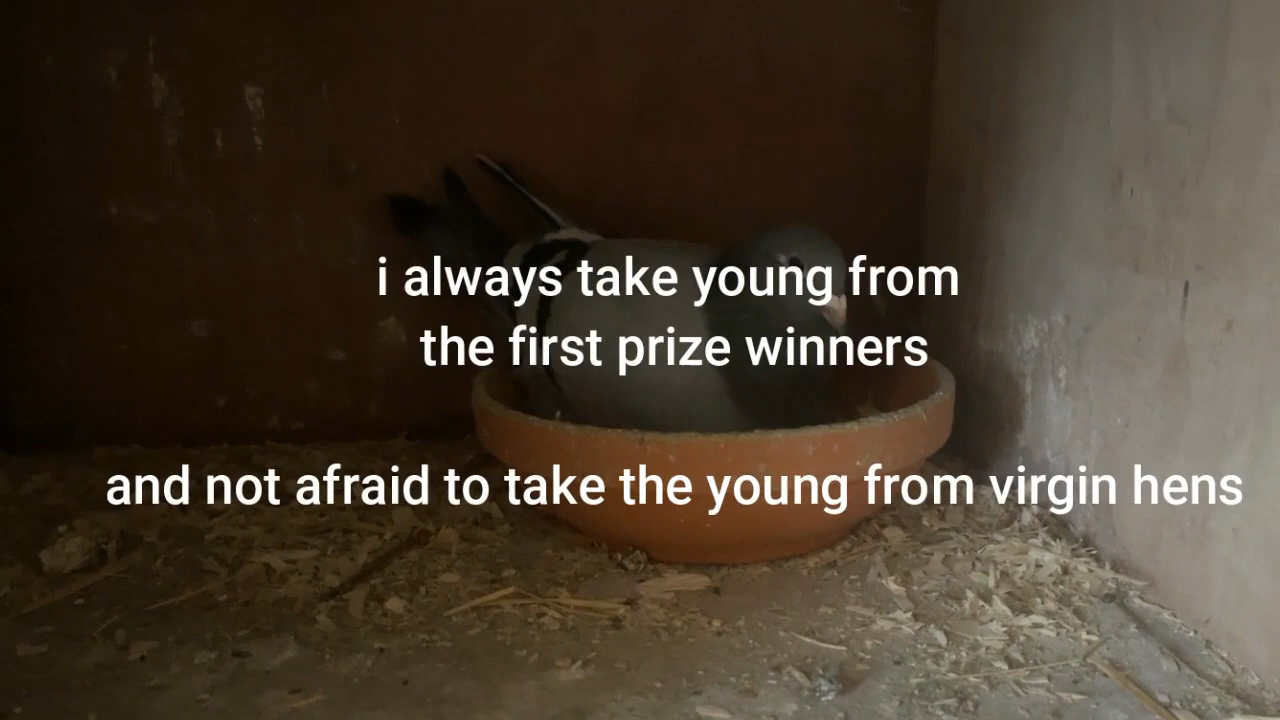 i always take young from
the first prize winners
and not afraid to take the young from virgin hens